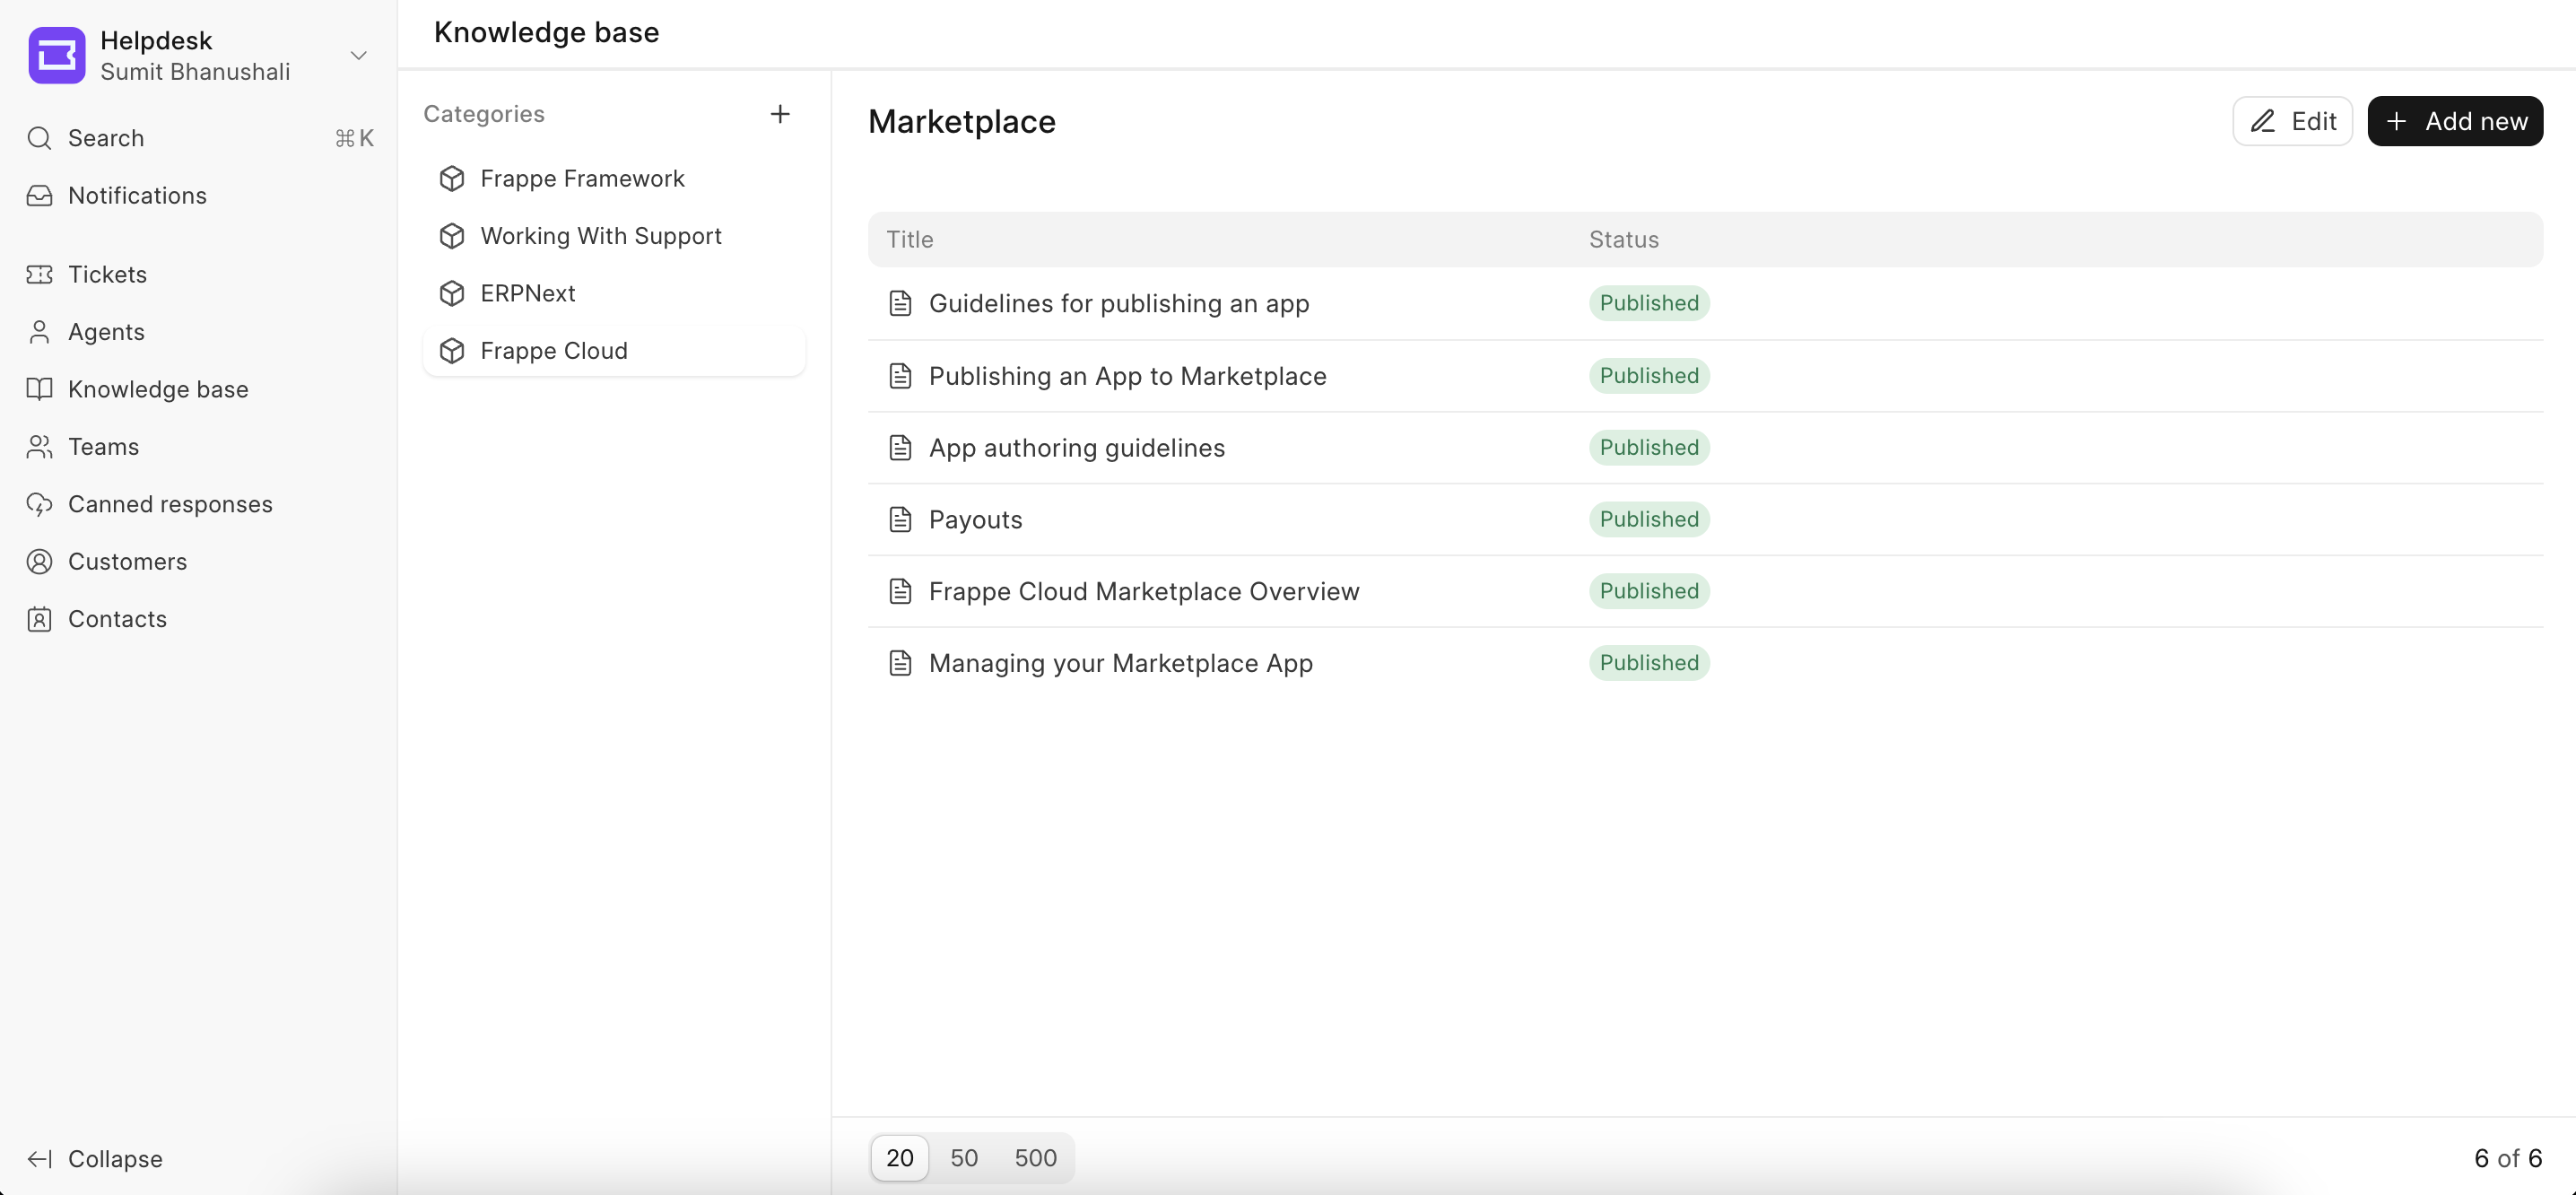 Helpdesk
Sumit Bhanushali
Search ⌘K
Notifications
Tickets
Agents
Knowledge base
Teams
Canned responses
Customers
Contacts
Collapse
Knowledge base
Categories
Frappe Framework
Working With Support
ERPNext
Frappe Cloud
Marketplace
Edit
Add new
Title Status
Guidelines for publishing an app Published
Publishing an App to Marketplace Published
App authoring guidelines Published
Payouts Published
Frappe Cloud Marketplace Overview Published
Managing your Marketplace App Published
20 50 500
6 of 6